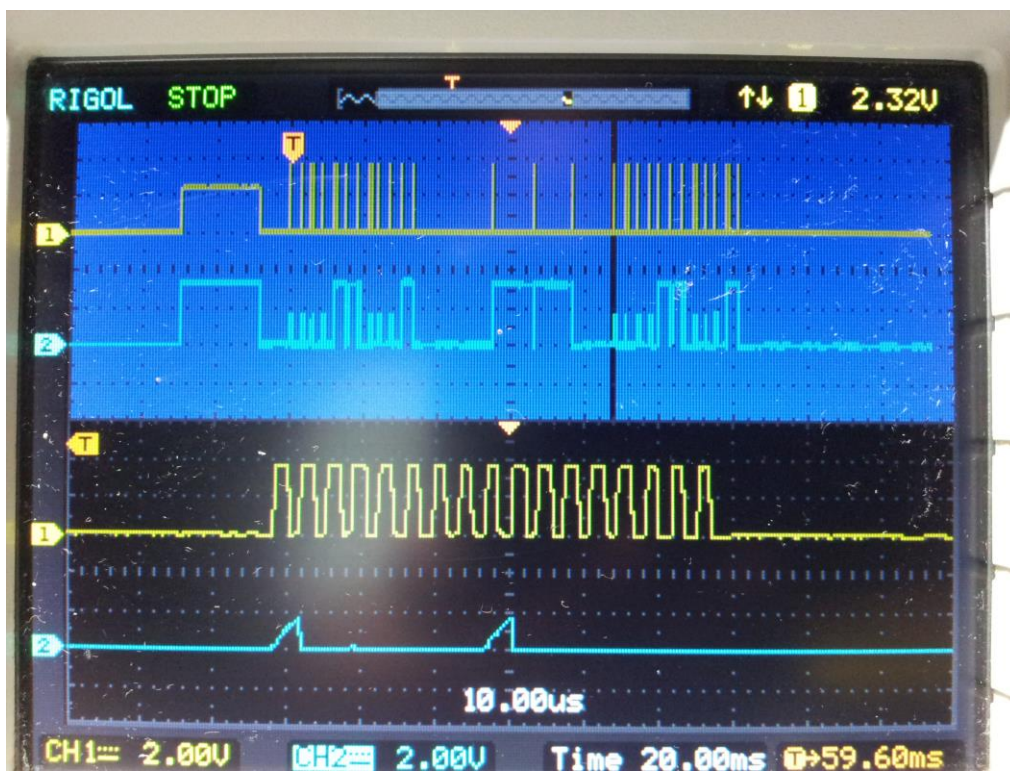 RIGOL STOP T ↑↓ 1 2.32V
T
1
2
T
1
2
10.00us
CH1⎓ 2.00V CH2⎓ 2.00V Time 20.00ms T→59.60ms